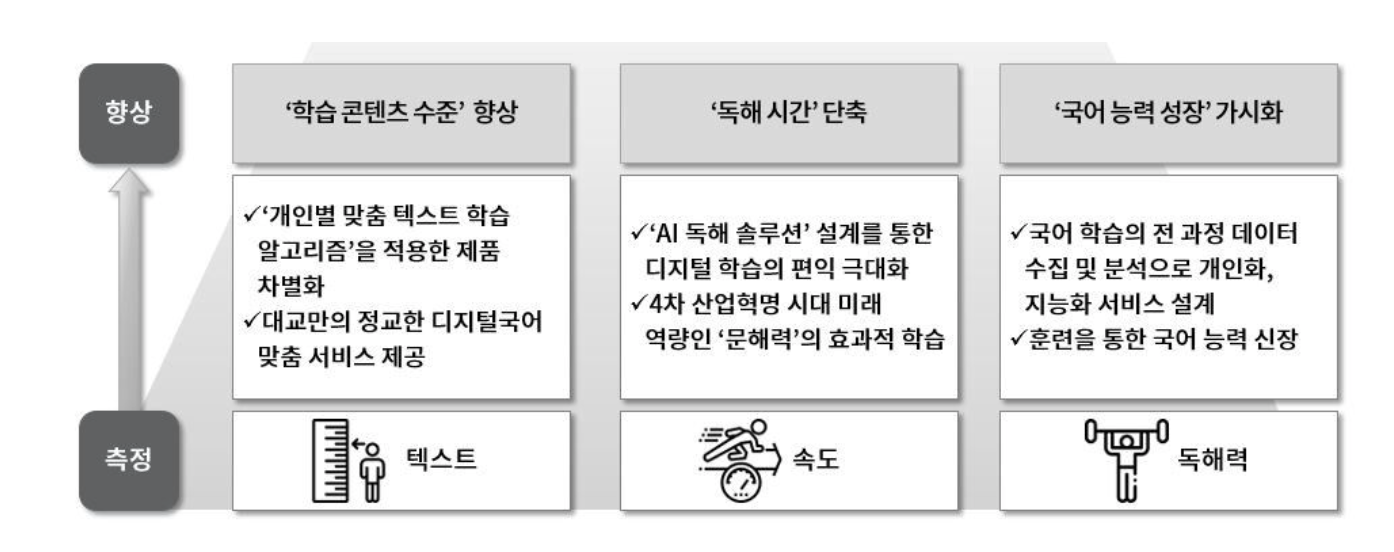 향상
‘학습 콘텐츠 수준’ 향상
‘독해 시간’ 단축
‘국어 능력 성장’ 가시화
✓‘개인별 맞춤 텍스트 학습
알고리즘’을 적용한 제품
차별화
✓대교만의 정교한 디지털국어
맞춤 서비스 제공
✓‘AI 독해 솔루션’ 설계를 통한
디지털 학습의 편익 극대화
✓4차 산업혁명 시대 미래
역량인 ‘문해력’의 효과적 학습
✓국어 학습의 전 과정 데이터
수집 및 분석으로 개인화,
지능화 서비스 설계
✓훈련을 통한 국어 능력 신장
측정
텍스트
속도
독해력